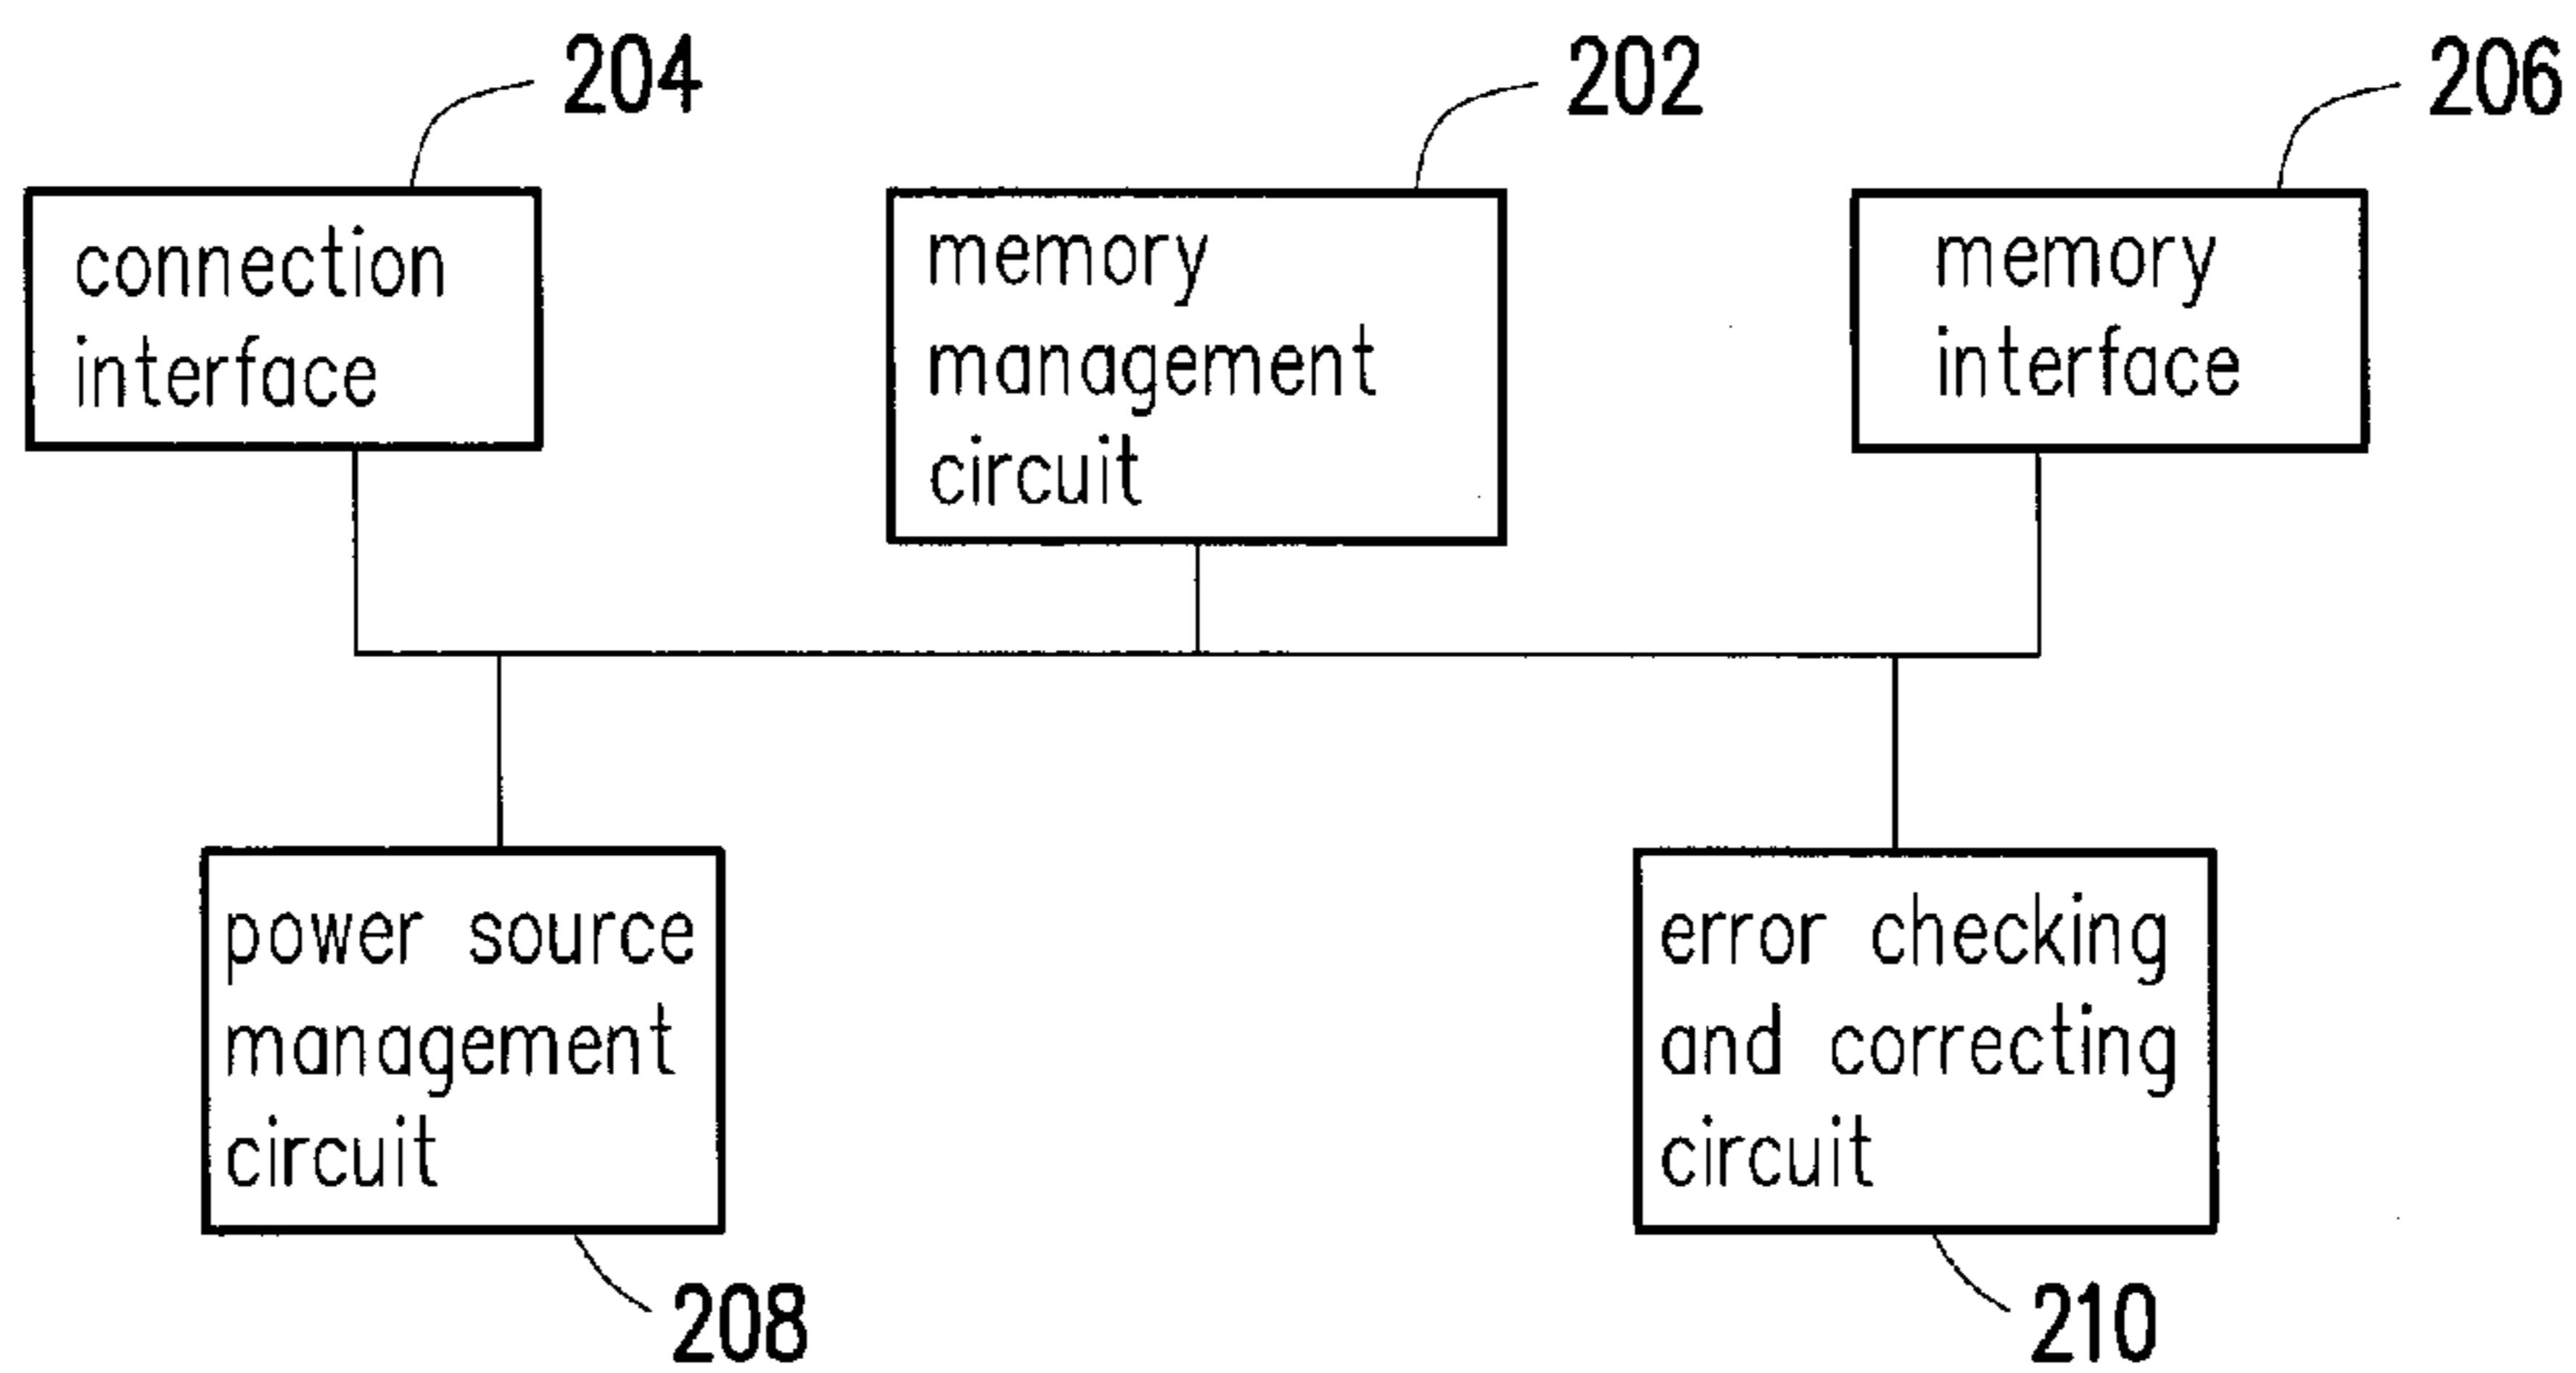 204
202
206
connection
interface
memory
management
circuit
memory
interface
power source
management
circuit
error checking
and correcting
circuit
208
210